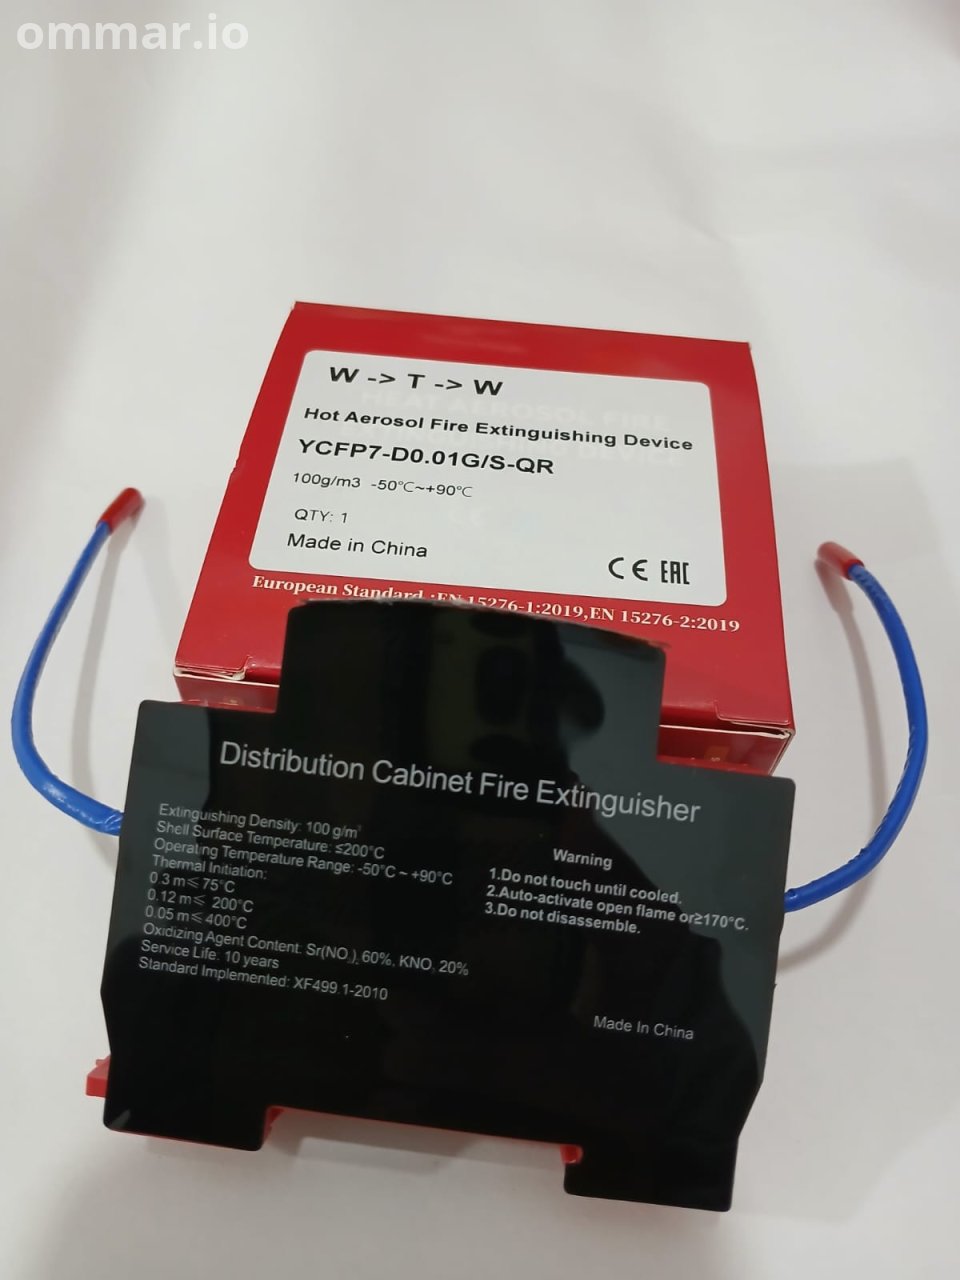 ommar.io
W -> T -> W
Hot Aerosol Fire Extinguishing Device
YCFP7-D0.01G/S-QR
100g/m3 -50℃~+90℃
QTY: 1
Made in China
CE EAC
European Standard :EN 15276-1:2019,EN 15276-2:2019
Distribution Cabinet Fire Extinguisher
Extinguishing Density: 100 g/m³
Shell Surface Temperature: ≤200°C
Operating Temperature Range: -50°C ~ +90°C
Thermal Initiation:
0.3 m≤ 75°C
0.12 m≤ 200°C
0.05 m≤ 400°C
Oxidizing Agent Content: Sr(NO₃)₂ 60%, KNO₃ 20%
Service Life: 10 years
Standard Implemented: XF499.1-2010
Warning
1.Do not touch until cooled.
2.Auto-activate open flame or≥170°C.
3.Do not disassemble.
Made In China